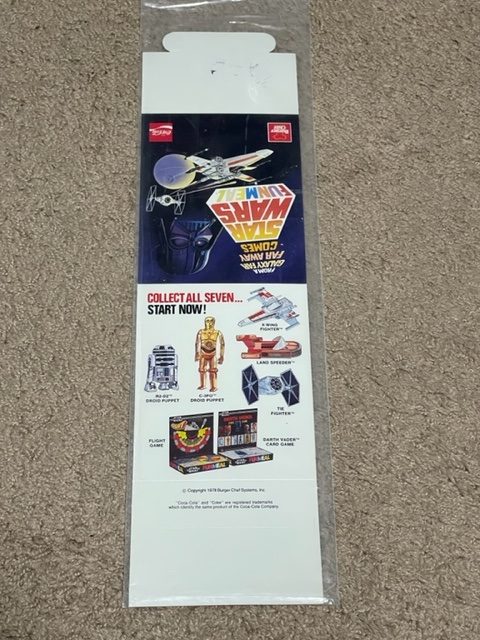 FROM A
GALAXY FAR
FAR AWAY
COMES
STAR
WARS
FUNMEAL
COLLECT ALL SEVEN...
START NOW!
X-WING
FIGHTER™
LAND SPEEDER™
R2-D2™
DROID PUPPET
C-3PO™
DROID PUPPET
TIE
FIGHTER™
FLIGHT
GAME
DARTH VADER™
CARD GAME
FUNMEAL
FUNMEAL
© Copyright 1978 Burger Chef Systems, Inc.
"Coca-Cola" and "Coke" are registered trademarks
which identify the same product of the Coca-Cola Company.